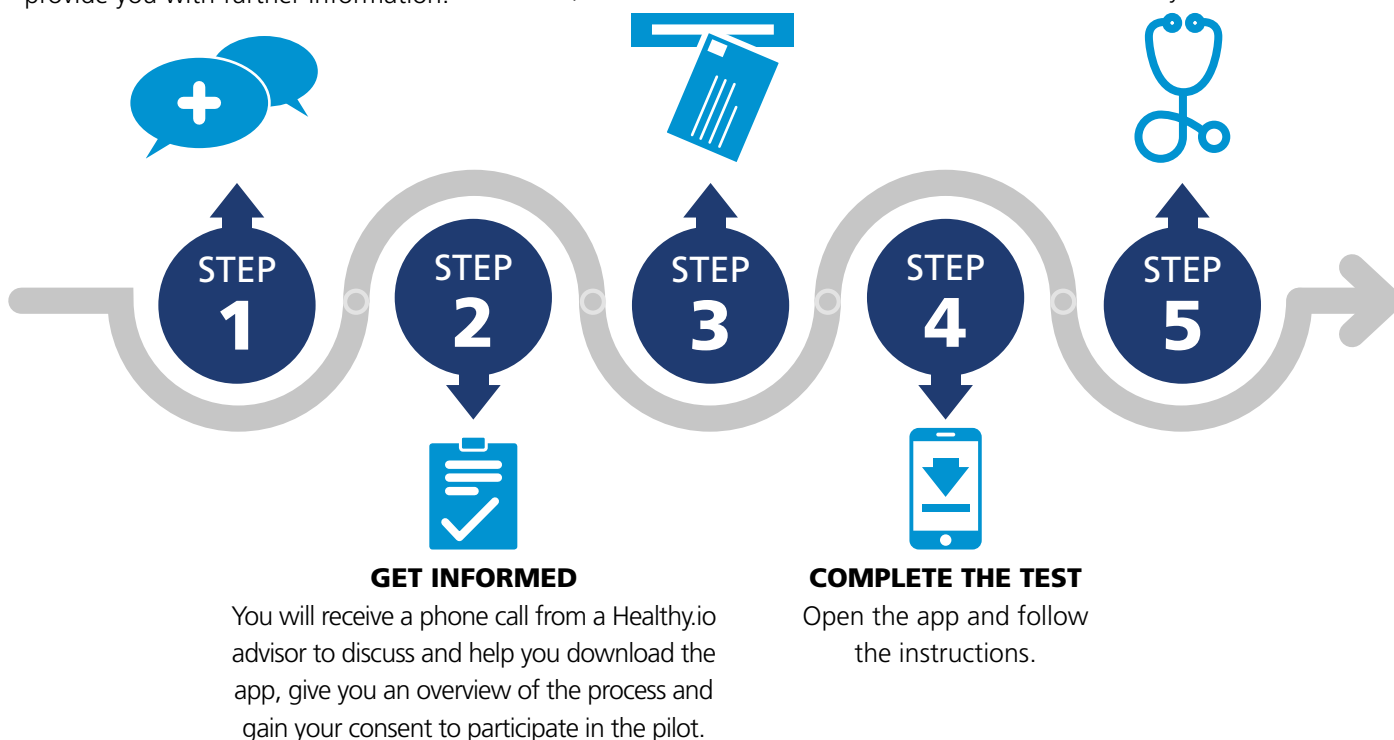 provide you with further information.
STEP
1
STEP
2
STEP
3
STEP
4
STEP
5
GET INFORMED
You will receive a phone call from a Healthy.io
advisor to discuss and help you download the
app, give you an overview of the process and
gain your consent to participate in the pilot.
COMPLETE THE TEST
Open the app and follow
the instructions.